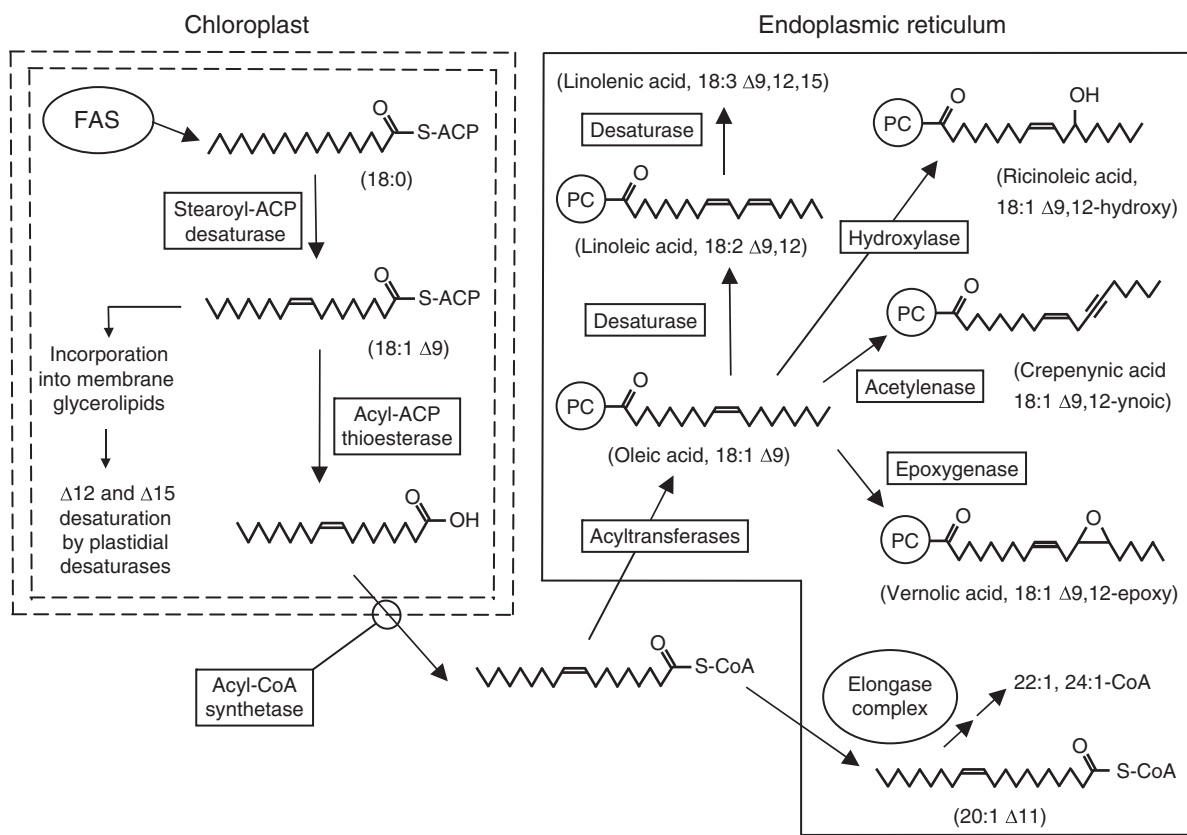 Chloroplast
FAS
O
S-ACP
(18:0)
Stearoyl-ACP
desaturase
O
S-ACP
(18:1 Δ9)
Incorporation
into membrane
glycerolipids
Acyl-ACP
thioesterase
Δ12 and Δ15
desaturation
by plastidial
desaturases
O
OH
Acyl-CoA
synthetase
O
S-CoA
Endoplasmic reticulum
(Linolenic acid, 18:3 Δ9,12,15)
Desaturase
PC
O
(Linoleic acid, 18:2 Δ9,12)
Desaturase
PC
O
(Oleic acid, 18:1 Δ9)
Acyltransferases
PC
O
OH
(Ricinoleic acid,
18:1 Δ9,12-hydroxy)
Hydroxylase
PC
O
Acetylenase
(Crepenynic acid
18:1 Δ9,12-ynoic)
Epoxygenase
PC
O
O
(Vernolic acid, 18:1 Δ9,12-epoxy)
Elongase
complex
22:1, 24:1-CoA
O
S-CoA
(20:1 Δ11)